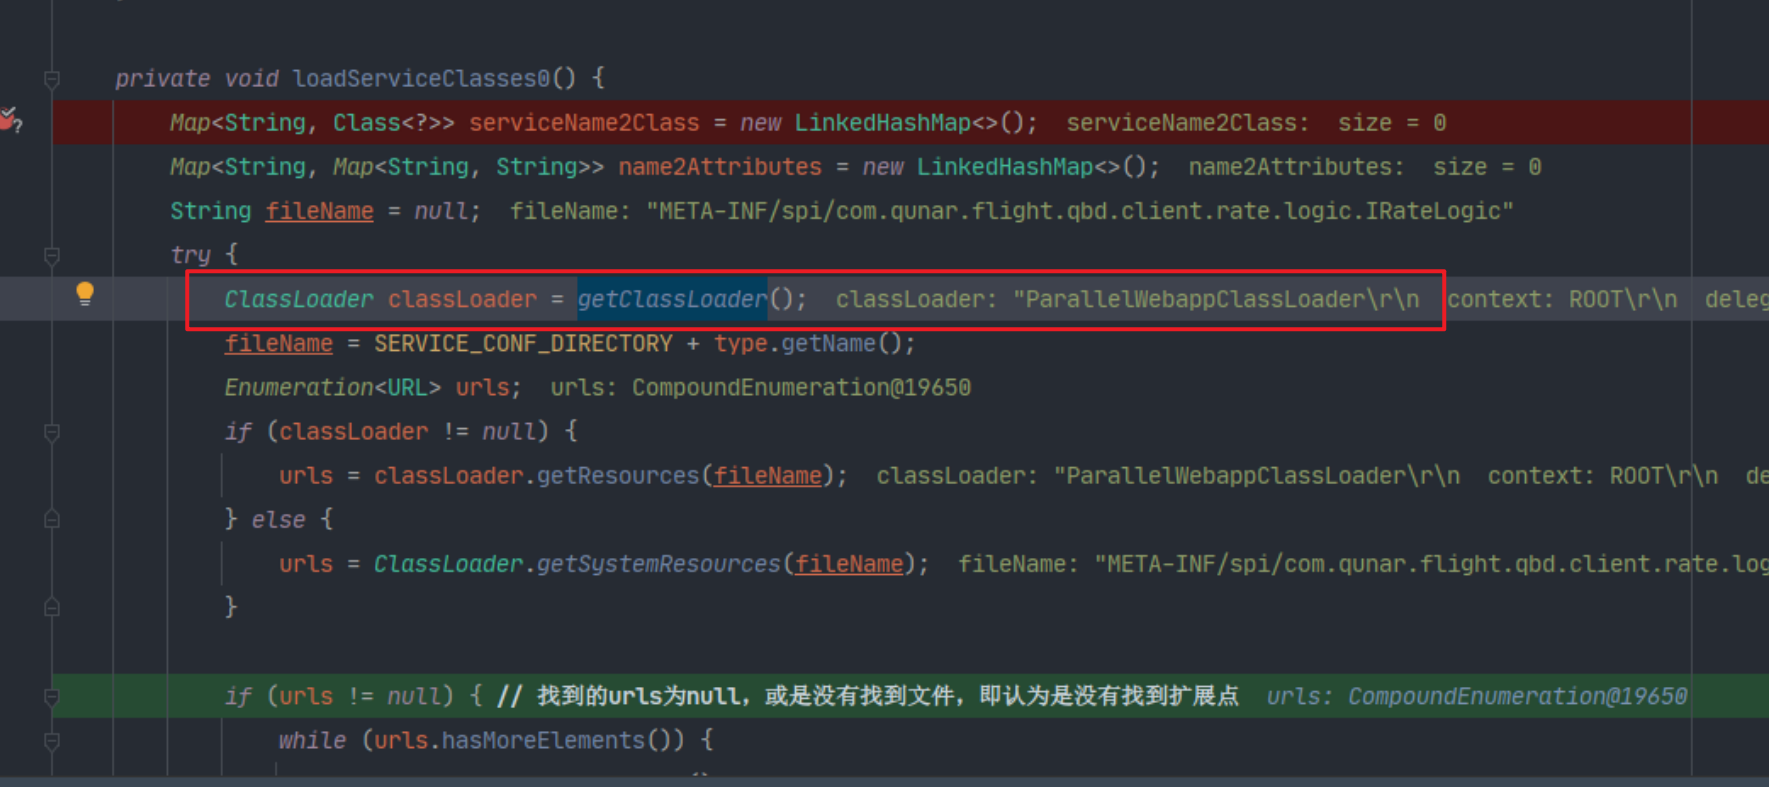 private void loadServiceClasses0() {
Map<String, Class<?>> serviceName2Class = new LinkedHashMap<>();  serviceName2Class:  size = 0
Map<String, Map<String, String>> name2Attributes = new LinkedHashMap<>();  name2Attributes:  size = 0
String fileName = null;  fileName: "META-INF/spi/com.qunar.flight.qbd.client.rate.logic.IRateLogic"
try {
ClassLoader classLoader = getClassLoader();  classLoader: "ParallelWebappClassLoader\r\n  context: ROOT\r\n  deleg
fileName = SERVICE_CONF_DIRECTORY + type.getName();
Enumeration<URL> urls;  urls: CompoundEnumeration@19650
if (classLoader != null) {
urls = classLoader.getResources(fileName);  classLoader: "ParallelWebappClassLoader\r\n  context: ROOT\r\n  de
} else {
urls = ClassLoader.getSystemResources(fileName);  fileName: "META-INF/spi/com.qunar.flight.qbd.client.rate.log
}
if (urls != null) { // 找到的urls为null，或是没有找到文件，即认为是没有找到扩展点  urls: CompoundEnumeration@19650
while (urls.hasMoreElements()) {